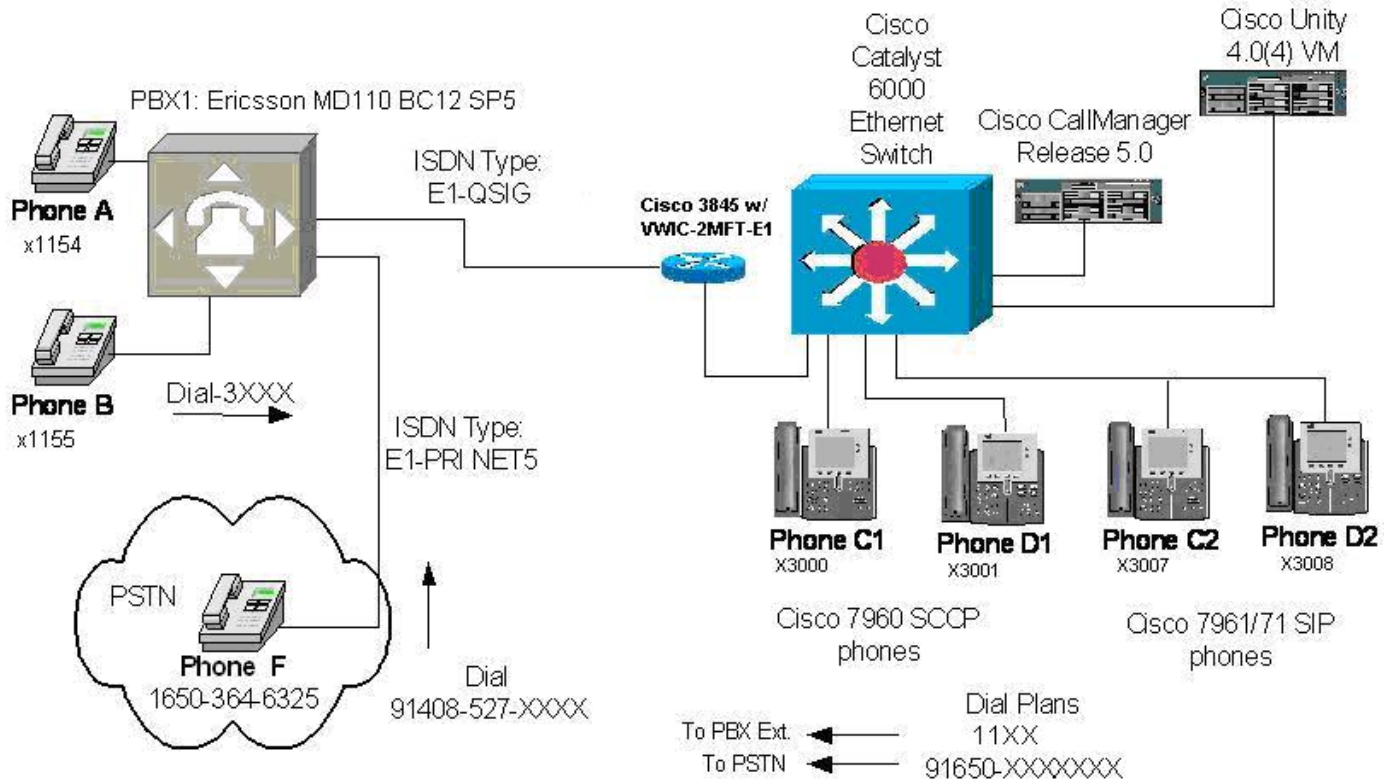 Cisco
Catalyst
6000
Ethernet
Switch
Cisco Unity
4.0(4) VM
PBX1: Ericsson MD110 BC12 SP5
Cisco CallManager
Release 5.0
ISDN Type:
E1-QSIG
Cisco 3845 w/
VWIC-2MFT-E1
Phone A
x1154
Phone B
x1155
Dial-3XXX
ISDN Type:
E1-PRI NET5
Phone C1
X3000
Phone D1
X3001
Phone C2
X3007
Phone D2
X3008
Cisco 7960 SCCP
phones
Cisco 7961/71 SIP
phones
PSTN
Phone F
1650-364-6325
Dial
91408-527-XXXX
Dial Plans
To PBX Ext.
11XX
To PSTN
91650-XXXXXXX